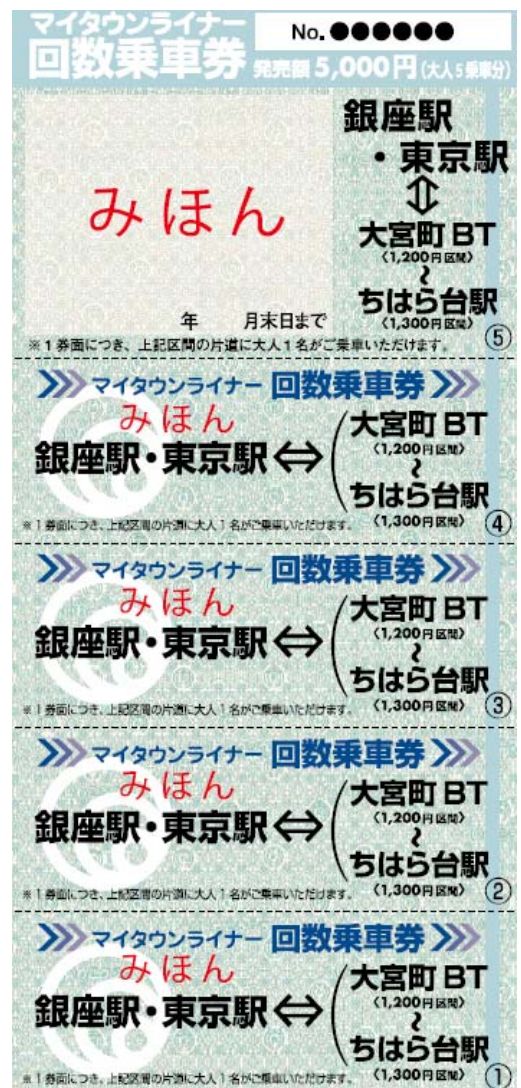 マイタウンライナー
回数乗車券
No.●●●●●●
発売額 5,000円(大人5乗車分)
銀座駅
・東京駅
⇕
大宮町 BT
〈1,200円区間〉
〜
ちはら台駅
〈1,300円区間〉
みほん
年 月末日まで
※1券面につき、上記区間の片道に大人1名がご乗車いただけます。
⑤
マイタウンライナー 回数乗車券
みほん
銀座駅・東京駅⇔
大宮町 BT
〈1,200円区間〉
〜
ちはら台駅
〈1,300円区間〉
※1券面につき、上記区間の片道に大人1名がご乗車いただけます。
④
マイタウンライナー 回数乗車券
みほん
銀座駅・東京駅⇔
大宮町 BT
〈1,200円区間〉
〜
ちはら台駅
〈1,300円区間〉
※1券面につき、上記区間の片道に大人1名がご乗車いただけます。
③
マイタウンライナー 回数乗車券
みほん
銀座駅・東京駅⇔
大宮町 BT
〈1,200円区間〉
〜
ちはら台駅
〈1,300円区間〉
※1券面につき、上記区間の片道に大人1名がご乗車いただけます。
②
マイタウンライナー 回数乗車券
みほん
銀座駅・東京駅⇔
大宮町 BT
〈1,200円区間〉
〜
ちはら台駅
〈1,300円区間〉
※1券面につき、上記区間の片道に大人1名がご乗車いただけます。
①